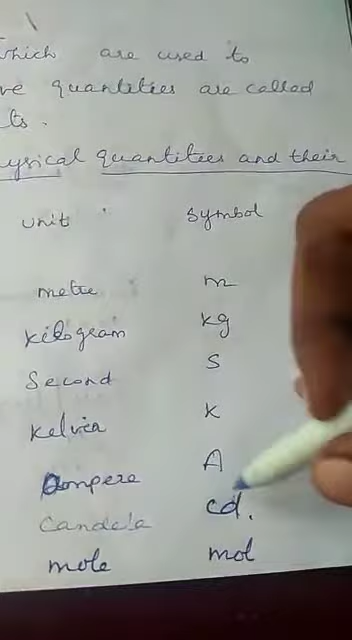 which are used to
ve quantities are called
ts.
ysical quantities and their
unit symbol
metre m
kilogram kg
Second S
Kelvin K
Ampere A
Candela cd.
mole mol